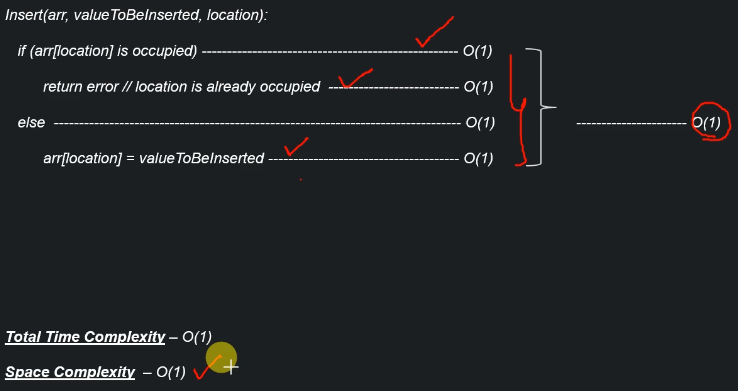 Insert(arr, valueToBeInserted, location):
if (arr[location] is occupied) -------------------------------------------------- O(1)
return error // location is already occupied -------------------------- O(1)
else -------------------------------------------------------------------------------- O(1)
---------------------- O(1)
arr[location] = valueToBeInserted -------------------------------------- O(1)
Total Time Complexity – O(1)
Space Complexity – O(1)